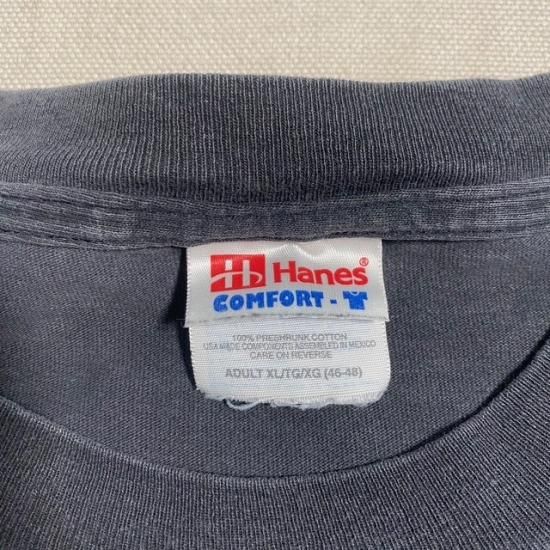 Hanes®
COMFORT-
100% PRESHRUNK COTTON
USA MADE COMPONENTS ASSEMBLED IN MEXICO
CARE ON REVERSE
ADULT XL/TG/XG (46-48)